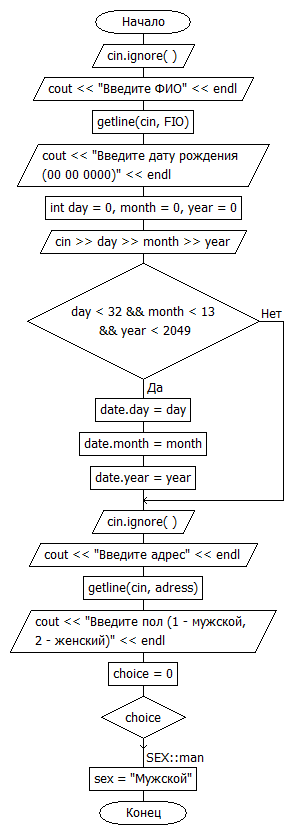 Начало
cin.ignore( )
cout << "Введите ФИО" << endl
getline(cin, FIO)
cout << "Введите дату рождения
(00 00 0000)" << endl
int day = 0, month = 0, year = 0
cin >> day >> month >> year
day < 32 && month < 13
&& year < 2049
Нет
Да
date.day = day
date.month = month
date.year = year
cin.ignore( )
cout << "Введите адрес" << endl
getline(cin, adress)
cout << "Введите пол (1 - мужской,
2 - женский)" << endl
choice = 0
choice
SEX::man
sex = "Мужской"
Конец